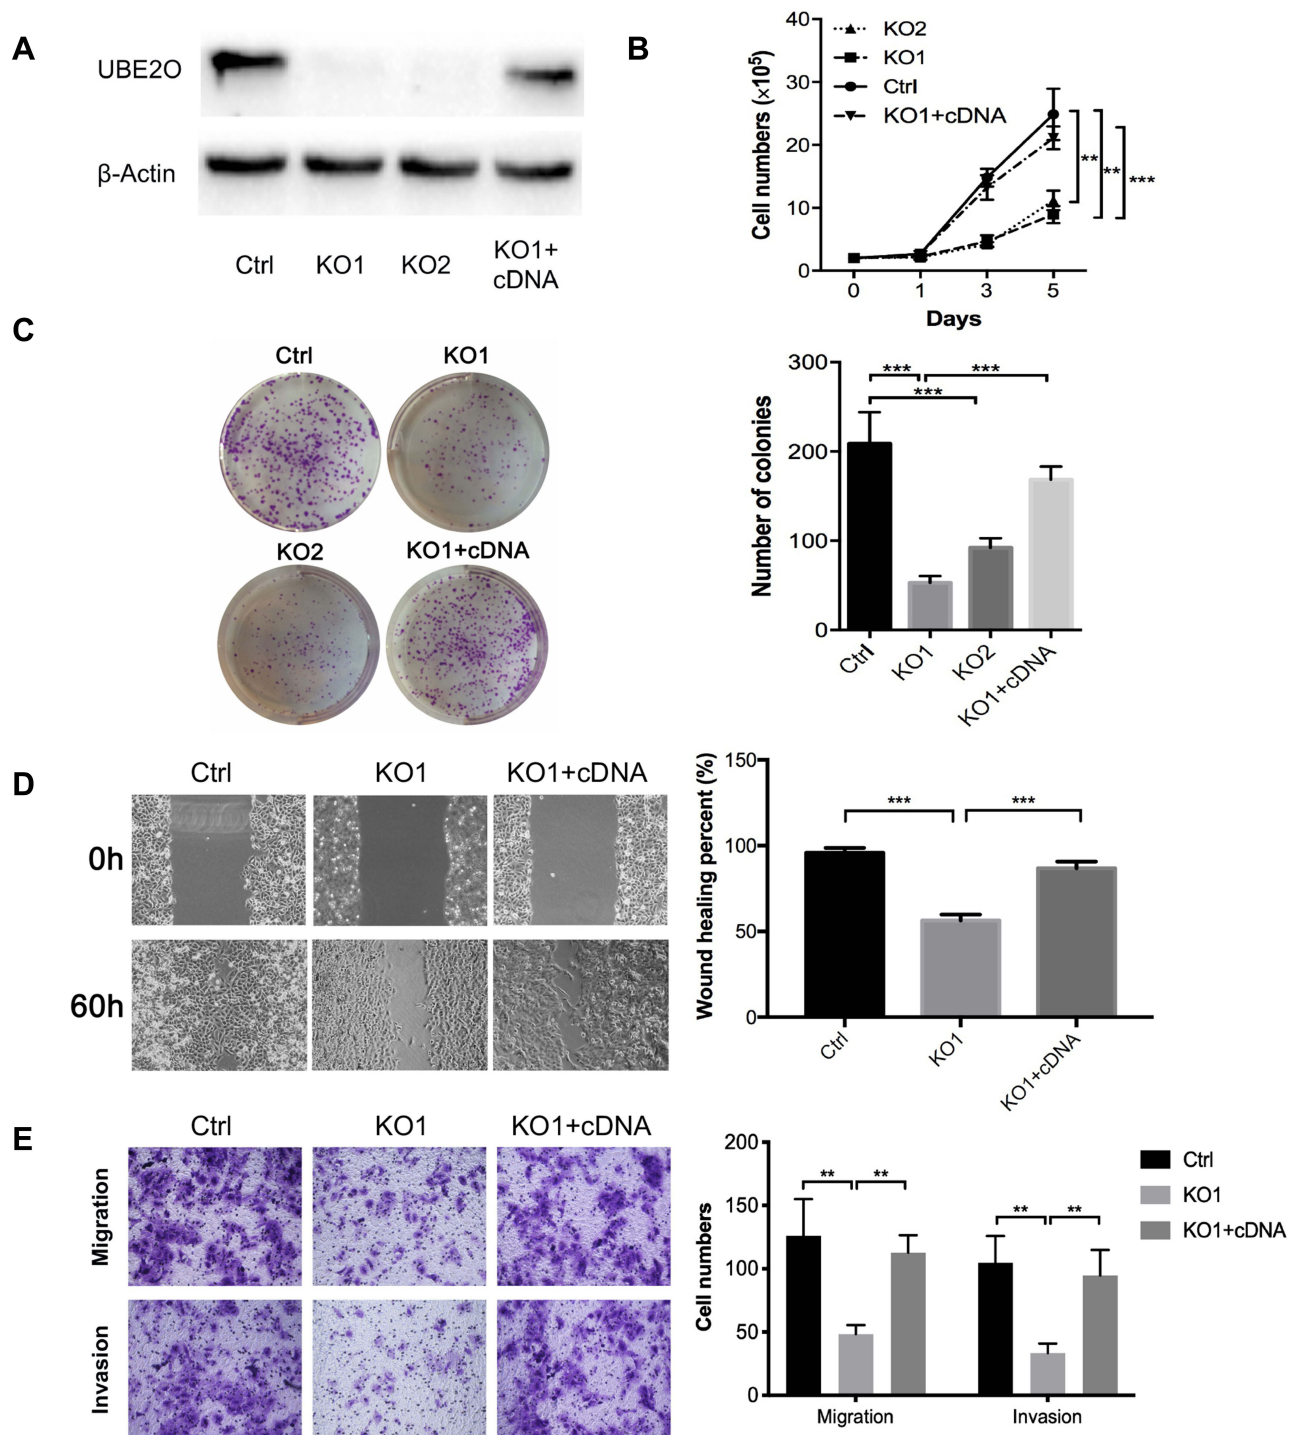 A
UBE2O
β-Actin
Ctrl
KO1
KO2
KO1+
cDNA
B
Cell numbers (×10⁵)
40
30
20
10
0
0
1
3
5
Days
KO2
KO1
Ctrl
KO1+cDNA
**
**
***
C
Ctrl
KO1
KO2
KO1+cDNA
Number of colonies
300
200
100
0
***
***
***
Ctrl
KO1
KO2
KO1+cDNA
D
Ctrl
KO1
KO1+cDNA
0h
60h
Wound healing percent (%)
150
100
50
0
***
***
Ctrl
KO1
KO1+cDNA
E
Ctrl
KO1
KO1+cDNA
Migration
Invasion
Cell numbers
200
150
100
50
0
**
**
**
**
Migration
Invasion
Ctrl
KO1
KO1+cDNA